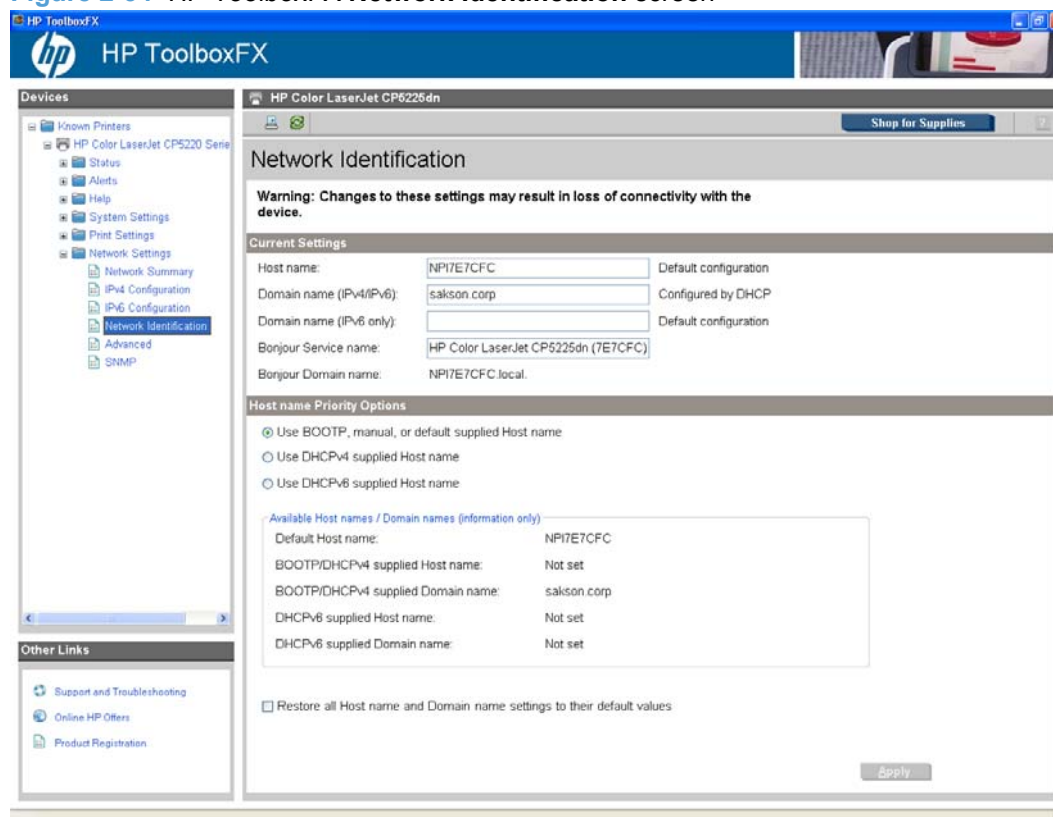 HP ToolboxFX
hp
HP ToolboxFX
Devices
Known Printers
HP Color LaserJet CP5220 Serie
Status
Alerts
Help
System Settings
Print Settings
Network Settings
Network Summary
IPv4 Configuration
IPv6 Configuration
Network Identification
Advanced
SNMP
Other Links
Support and Troubleshooting
Online HP Offers
Product Registration
HP Color LaserJet CP5225dn
Shop for Supplies
Network Identification
Warning: Changes to these settings may result in loss of connectivity with the
device.
Current Settings
Host name: NPI7E7CFC Default configuration
Domain name (IPv4/IPv6): sakson.corp Configured by DHCP
Domain name (IPv6 only): Default configuration
Bonjour Service name: HP Color LaserJet CP5225dn (7E7CFC)
Bonjour Domain name: NPI7E7CFC.local.
Host name Priority Options
Use BOOTP, manual, or default supplied Host name
Use DHCPv4 supplied Host name
Use DHCPv6 supplied Host name
Available Host names / Domain names (information only)
Default Host name: NPI7E7CFC
BOOTP/DHCPv4 supplied Host name: Not set
BOOTP/DHCPv4 supplied Domain name: sakson.corp
DHCPv6 supplied Host name: Not set
DHCPv6 supplied Domain name: Not set
Restore all Host name and Domain name settings to their default values
Apply